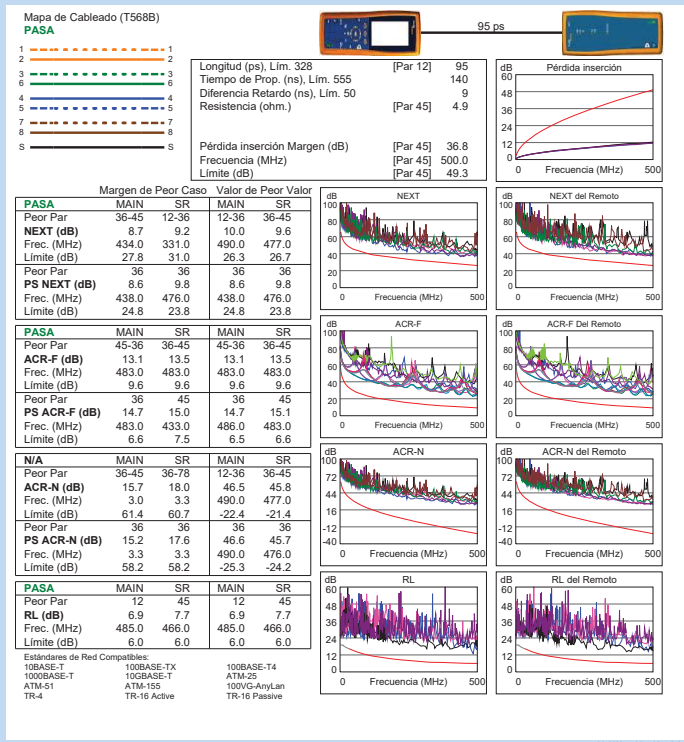 Mapa de Cableado (T568B)
PASA
1 1
2 2
3 3
6 6
4 4
5 5
7 7
8 8
S S
95 ps
Longitud (ps), Lím. 328 [Par 12] 95
Tiempo de Prop. (ns), Lím. 555 140
Diferencia Retardo (ns), Lím. 50 9
Resistencia (ohm.) [Par 45] 4.9
Pérdida inserción Margen (dB) [Par 45] 36.8
Frecuencia (MHz) [Par 45] 500.0
Límite (dB) [Par 45] 49.3
dB Pérdida inserción
60
48
36
24
12
0
0 Frecuencia (MHz) 500
Margen de Peor Caso Valor de Peor Valor
PASA MAIN SR MAIN SR
Peor Par 36-45 12-36 12-36 36-45
NEXT (dB) 8.7 9.2 10.0 9.6
Frec. (MHz) 434.0 331.0 490.0 477.0
Límite (dB) 27.8 31.0 26.3 26.7
Peor Par 36 36 36 36
PS NEXT (dB) 8.6 9.8 8.6 9.8
Frec. (MHz) 438.0 476.0 438.0 476.0
Límite (dB) 24.8 23.8 24.8 23.8
PASA MAIN SR MAIN SR
Peor Par 45-36 36-45 45-36 36-45
ACR-F (dB) 13.1 13.5 13.1 13.5
Frec. (MHz) 483.0 483.0 483.0 483.0
Límite (dB) 9.6 9.6 9.6 9.6
Peor Par 36 45 36 45
PS ACR-F (dB) 14.7 15.0 14.7 15.1
Frec. (MHz) 483.0 433.0 486.0 483.0
Límite (dB) 6.6 7.5 6.5 6.6
N/A MAIN SR MAIN SR
Peor Par 36-45 36-78 12-36 36-45
ACR-N (dB) 15.7 18.0 46.5 45.8
Frec. (MHz) 3.0 3.3 490.0 477.0
Límite (dB) 61.4 60.7 -22.4 -21.4
Peor Par 36 36 36 36
PS ACR-N (dB) 15.2 17.6 46.6 45.7
Frec. (MHz) 3.3 3.3 490.0 476.0
Límite (dB) 58.2 58.2 -25.3 -24.2
PASA MAIN SR MAIN SR
Peor Par 12 45 12 45
RL (dB) 6.9 7.7 6.9 7.7
Frec. (MHz) 485.0 466.0 485.0 466.0
Límite (dB) 6.0 6.0 6.0 6.0
Estándares de Red Compatibles:
10BASE-T 100BASE-TX 100BASE-T4
1000BASE-T 10GBASE-T ATM-25
ATM-51 ATM-155 100VG-AnyLan
TR-4 TR-16 Active TR-16 Passive
dB NEXT
100
80
60
40
20
0
0 Frecuencia (MHz) 500
dB NEXT del Remoto
100
80
60
40
20
0
0 Frecuencia (MHz) 500
dB ACR-F
100
80
60
40
20
0
0 Frecuencia (MHz) 500
dB ACR-F Del Remoto
100
80
60
40
20
0
0 Frecuencia (MHz) 500
dB ACR-N
100
72
44
16
-12
-40
0 Frecuencia (MHz) 500
dB ACR-N del Remoto
100
72
44
16
-12
-40
0 Frecuencia (MHz) 500
dB RL
60
48
36
24
12
0
0 Frecuencia (MHz) 500
dB RL del Remoto
60
48
36
24
12
0
0 Frecuencia (MHz) 500